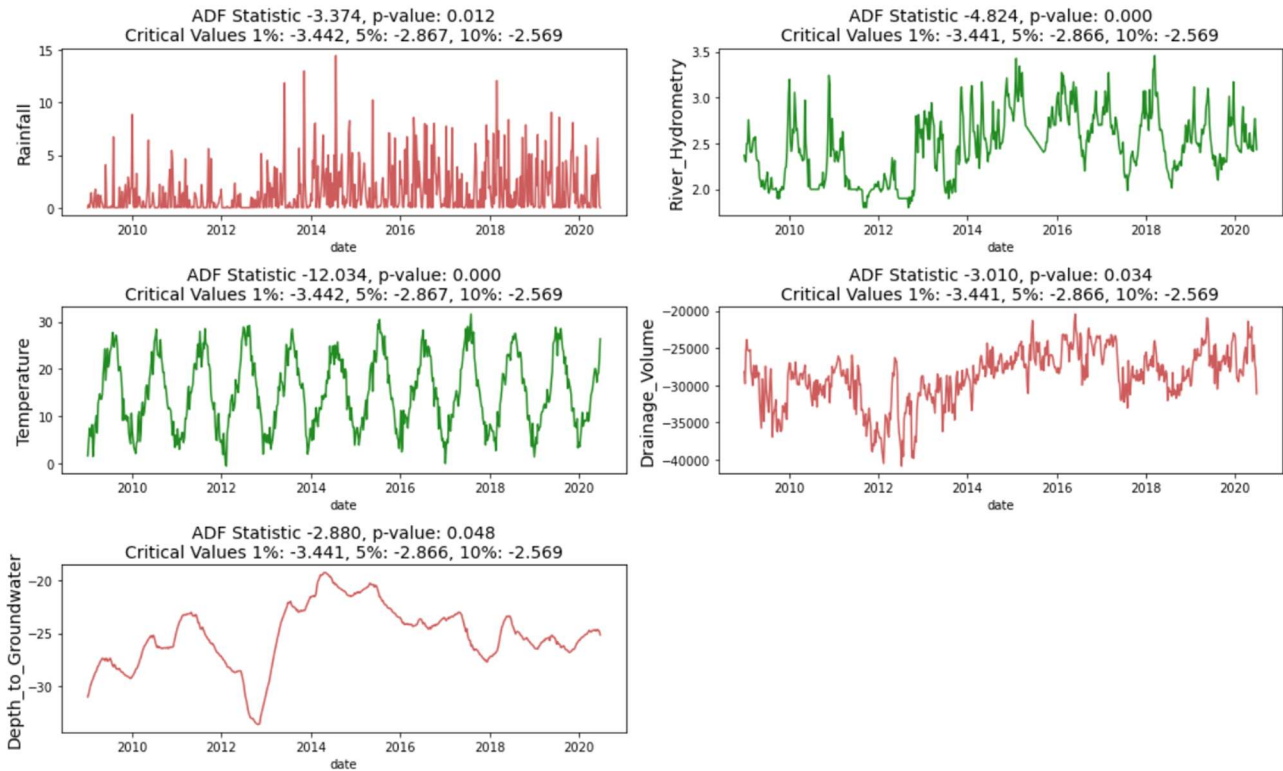 ADF Statistic -3.374, p-value: 0.012
Critical Values 1%: -3.442, 5%: -2.867, 10%: -2.569
Rainfall
15
10
5
0
2010 2012 2014 2016 2018 2020
date
ADF Statistic -4.824, p-value: 0.000
Critical Values 1%: -3.441, 5%: -2.866, 10%: -2.569
River_Hydrometry
3.5
3.0
2.5
2.0
2010 2012 2014 2016 2018 2020
date
ADF Statistic -12.034, p-value: 0.000
Critical Values 1%: -3.442, 5%: -2.867, 10%: -2.569
Temperature
30
20
10
0
2010 2012 2014 2016 2018 2020
date
ADF Statistic -3.010, p-value: 0.034
Critical Values 1%: -3.441, 5%: -2.866, 10%: -2.569
Drainage_Volume
−20000
−25000
−30000
−35000
−40000
2010 2012 2014 2016 2018 2020
date
ADF Statistic -2.880, p-value: 0.048
Critical Values 1%: -3.441, 5%: -2.866, 10%: -2.569
Depth_to_Groundwater
−20
−25
−30
2010 2012 2014 2016 2018 2020
date